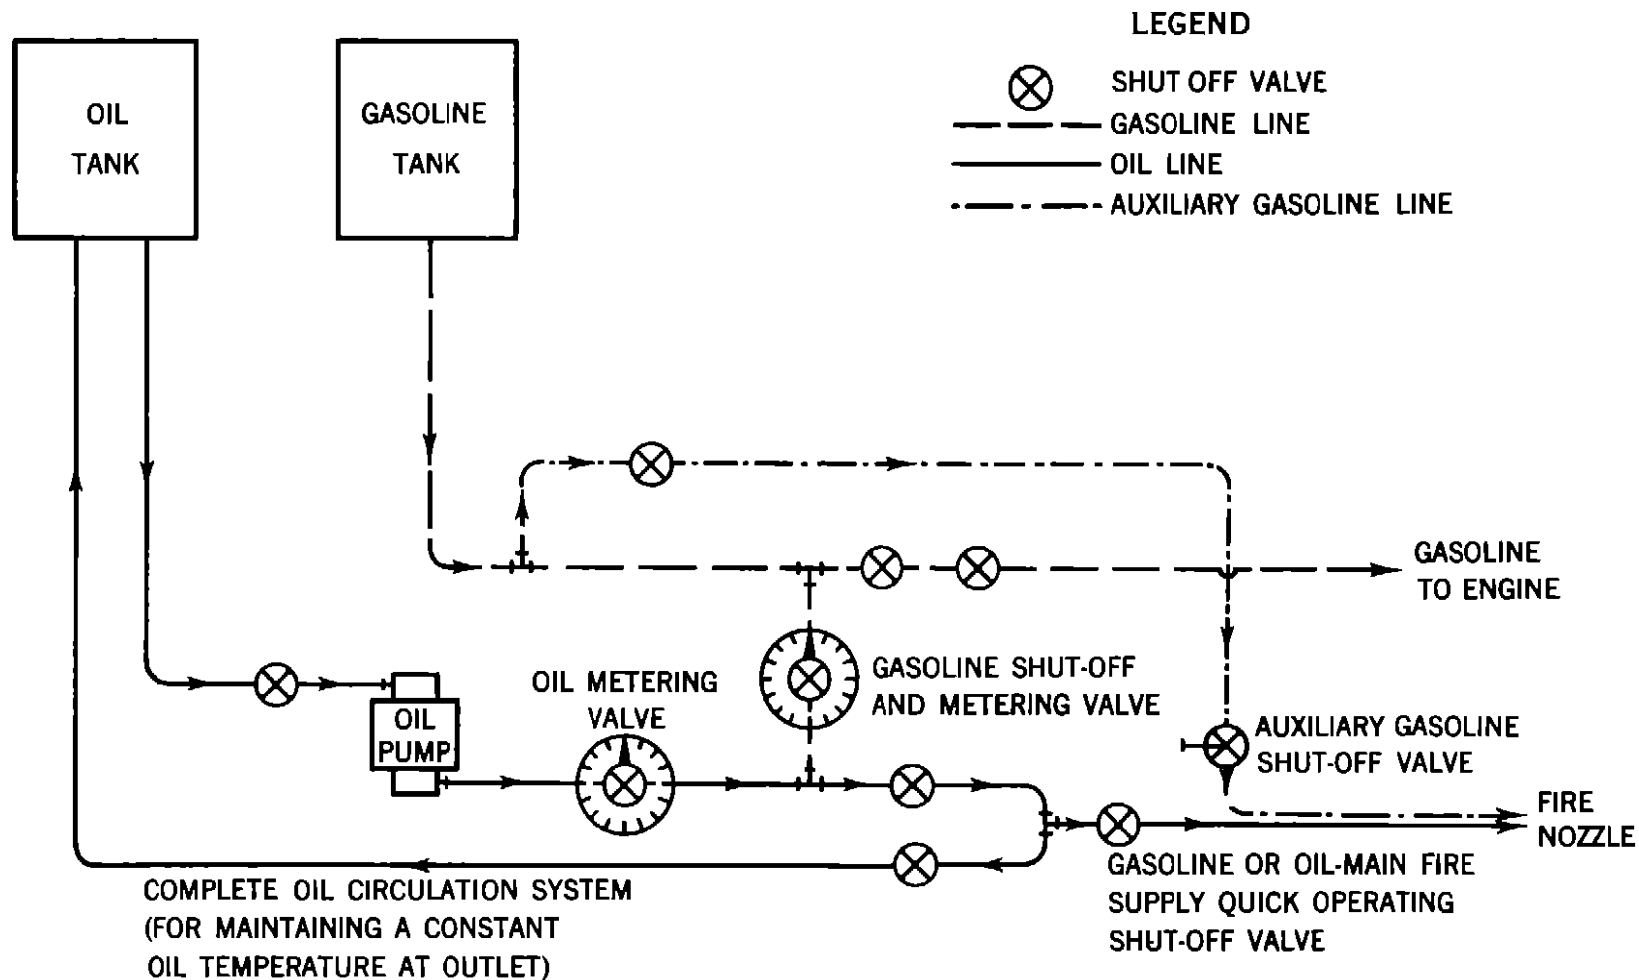 LEGEND
SHUT OFF VALVE
GASOLINE LINE
OIL LINE
AUXILIARY GASOLINE LINE
OIL
TANK
GASOLINE
TANK
GASOLINE
TO ENGINE
OIL METERING
VALVE
GASOLINE SHUT-OFF
AND METERING VALVE
OIL
PUMP
AUXILIARY GASOLINE
SHUT-OFF VALVE
FIRE
NOZZLE
GASOLINE OR OIL-MAIN FIRE
SUPPLY QUICK OPERATING
SHUT-OFF VALVE
COMPLETE OIL CIRCULATION SYSTEM
(FOR MAINTAINING A CONSTANT
OIL TEMPERATURE AT OUTLET)